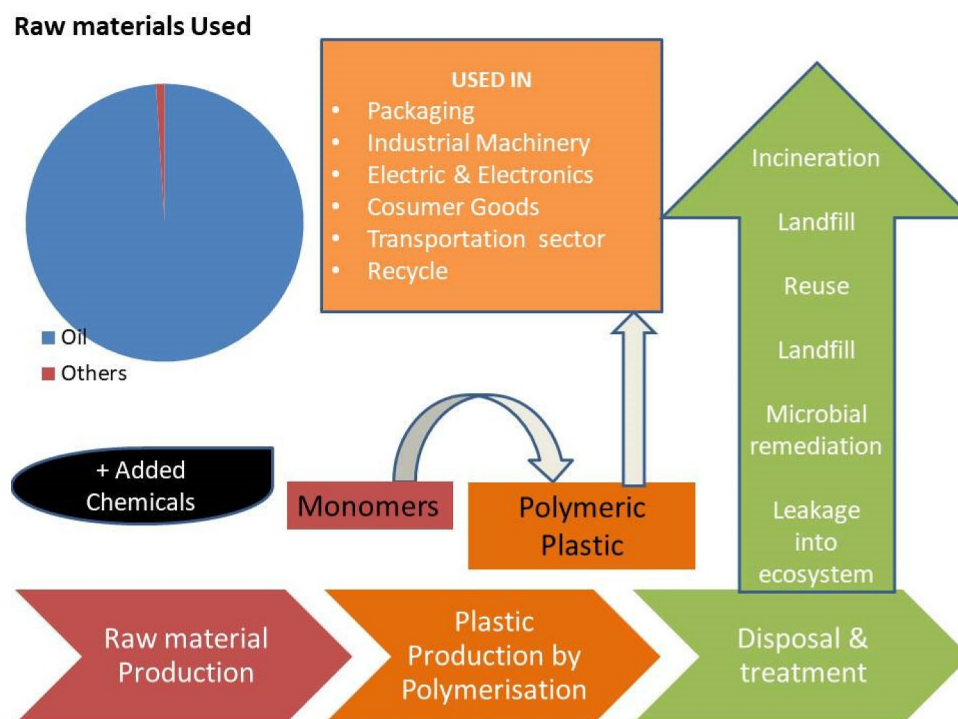 Raw materials Used
Oil
Others
+ Added
Chemicals
USED IN
• Packaging
• Industrial Machinery
• Electric & Electronics
• Cosumer Goods
• Transportation sector
• Recycle
Monomers
Polymeric
Plastic
Incineration
Landfill
Reuse
Landfill
Microbial
remediation
Leakage
into
ecosystem
Raw material
Production
Plastic
Production by
Polymerisation
Disposal &
treatment